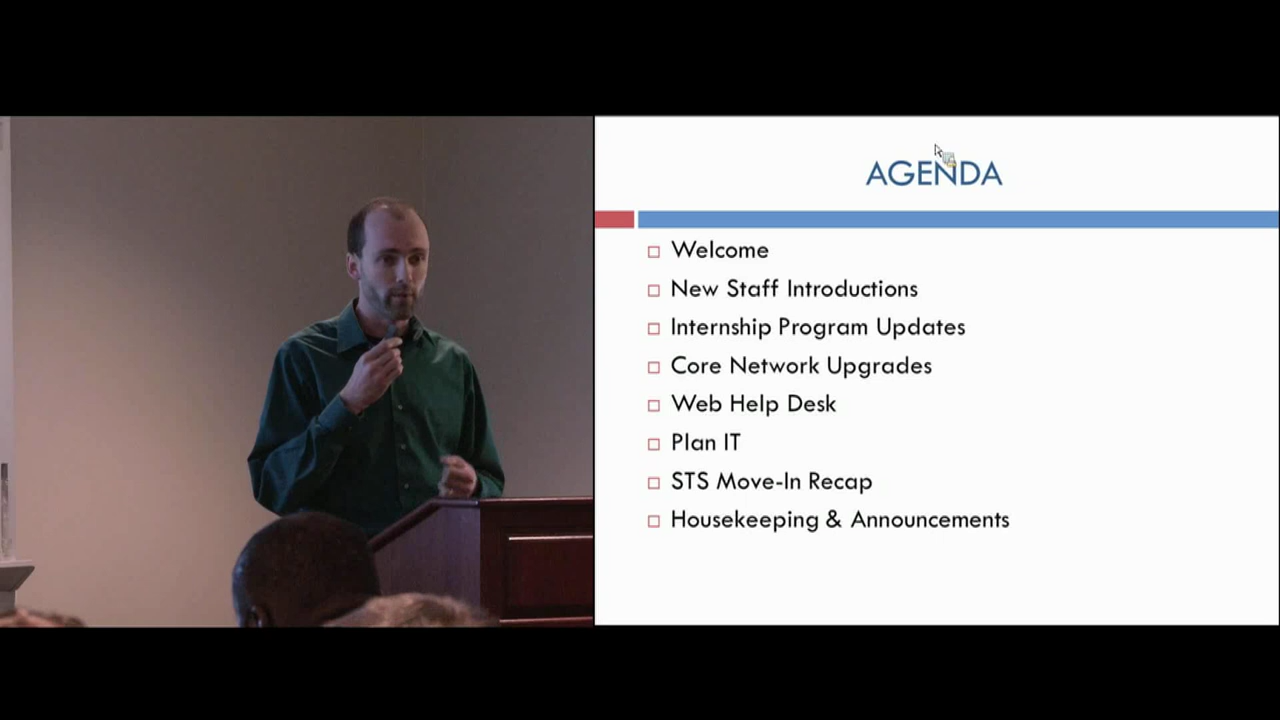 AGENDA
Welcome
New Staff Introductions
Internship Program Updates
Core Network Upgrades
Web Help Desk
Plan IT
STS Move-In Recap
Housekeeping & Announcements